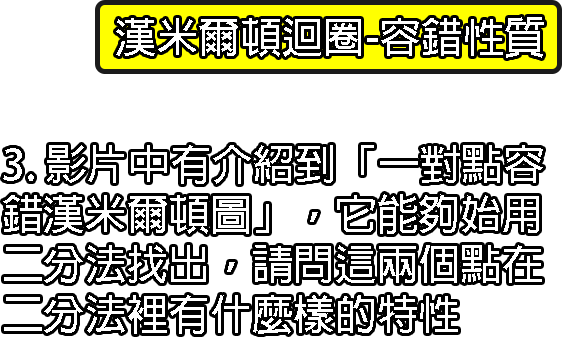 漢米爾頓迴圈-容錯性質
3. 影片中有介紹到「一對點容
錯漢米爾頓圖」，它能夠始用
二分法找出，請問這兩個點在
二分法裡有什麼樣的特性